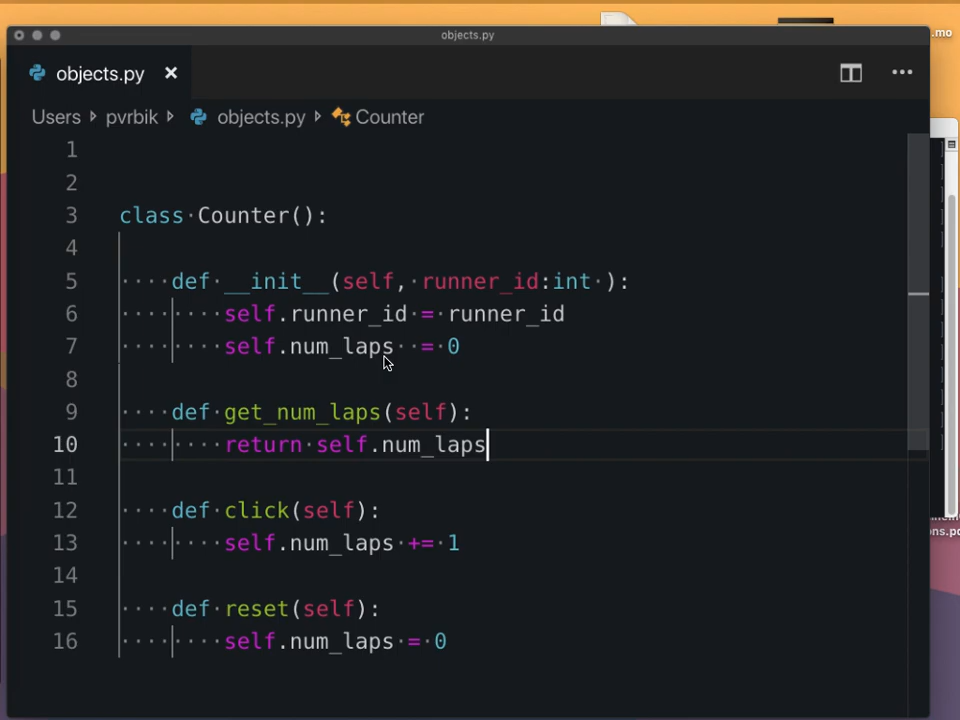 objects.py
.mo
objects.py
Users pvrbik objects.py Counter
1
2
3 class Counter():
4
5 def __init__(self, runner_id:int ):
6 self.runner_id = runner_id
7 self.num_laps  = 0
8
9 def get_num_laps(self):
10 return self.num_laps
11
12 def click(self):
13 self.num_laps += 1
14
15 def reset(self):
16 self.num_laps = 0